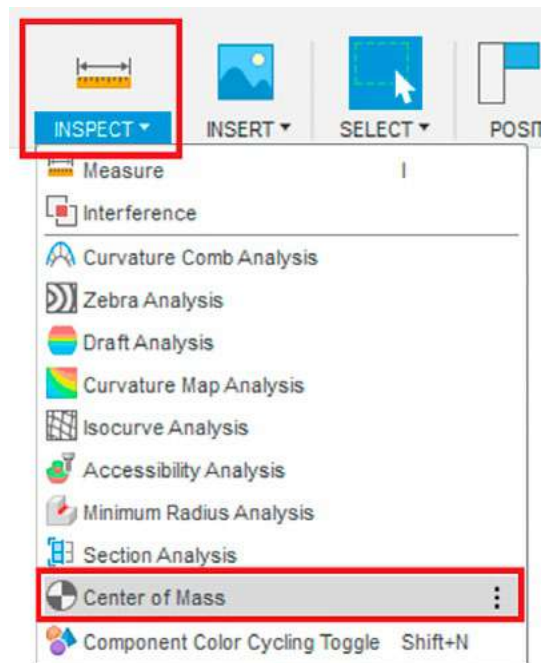 INSPECT INSERT SELECT
Measure I
Interference
Curvature Comb Analysis
Zebra Analysis
Draft Analysis
Curvature Map Analysis
Isocurve Analysis
Accessibility Analysis
Minimum Radius Analysis
Section Analysis
Center of Mass
Component Color Cycling Toggle Shift+N